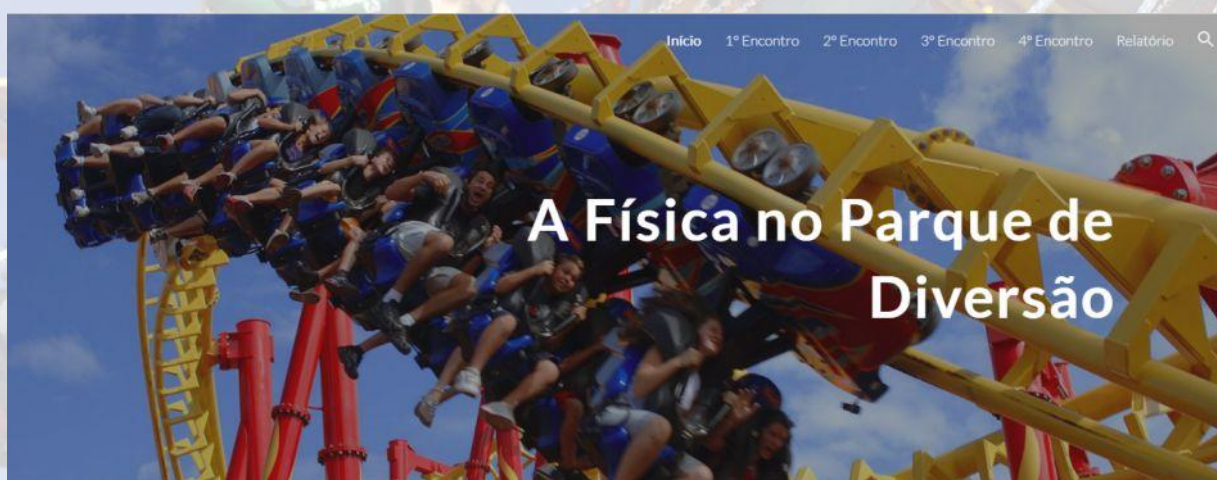 Início 1º Encontro 2º Encontro 3º Encontro 4º Encontro Relatório
A Física no Parque de
Diversão